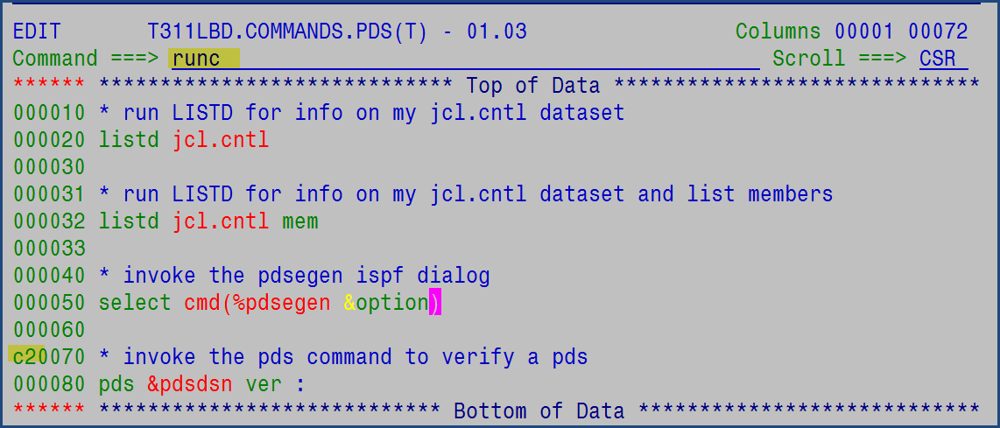 EDIT T311LBD.COMMANDS.PDS(T) - 01.03 Columns 00001 00072
Command ===> runc Scroll ===> CSR
****** ***************************** Top of Data ******************************
000010 * run LISTD for info on my jcl.cntl dataset
000020 listd jcl.cntl
000030
000031 * run LISTD for info on my jcl.cntl dataset and list members
000032 listd jcl.cntl mem
000033
000040 * invoke the pdsegen ispf dialog
000050 select cmd(%pdsegen &option)
000060
c20070 * invoke the pds command to verify a pds
000080 pds &pdsdsn ver :
****** **************************** Bottom of Data ****************************